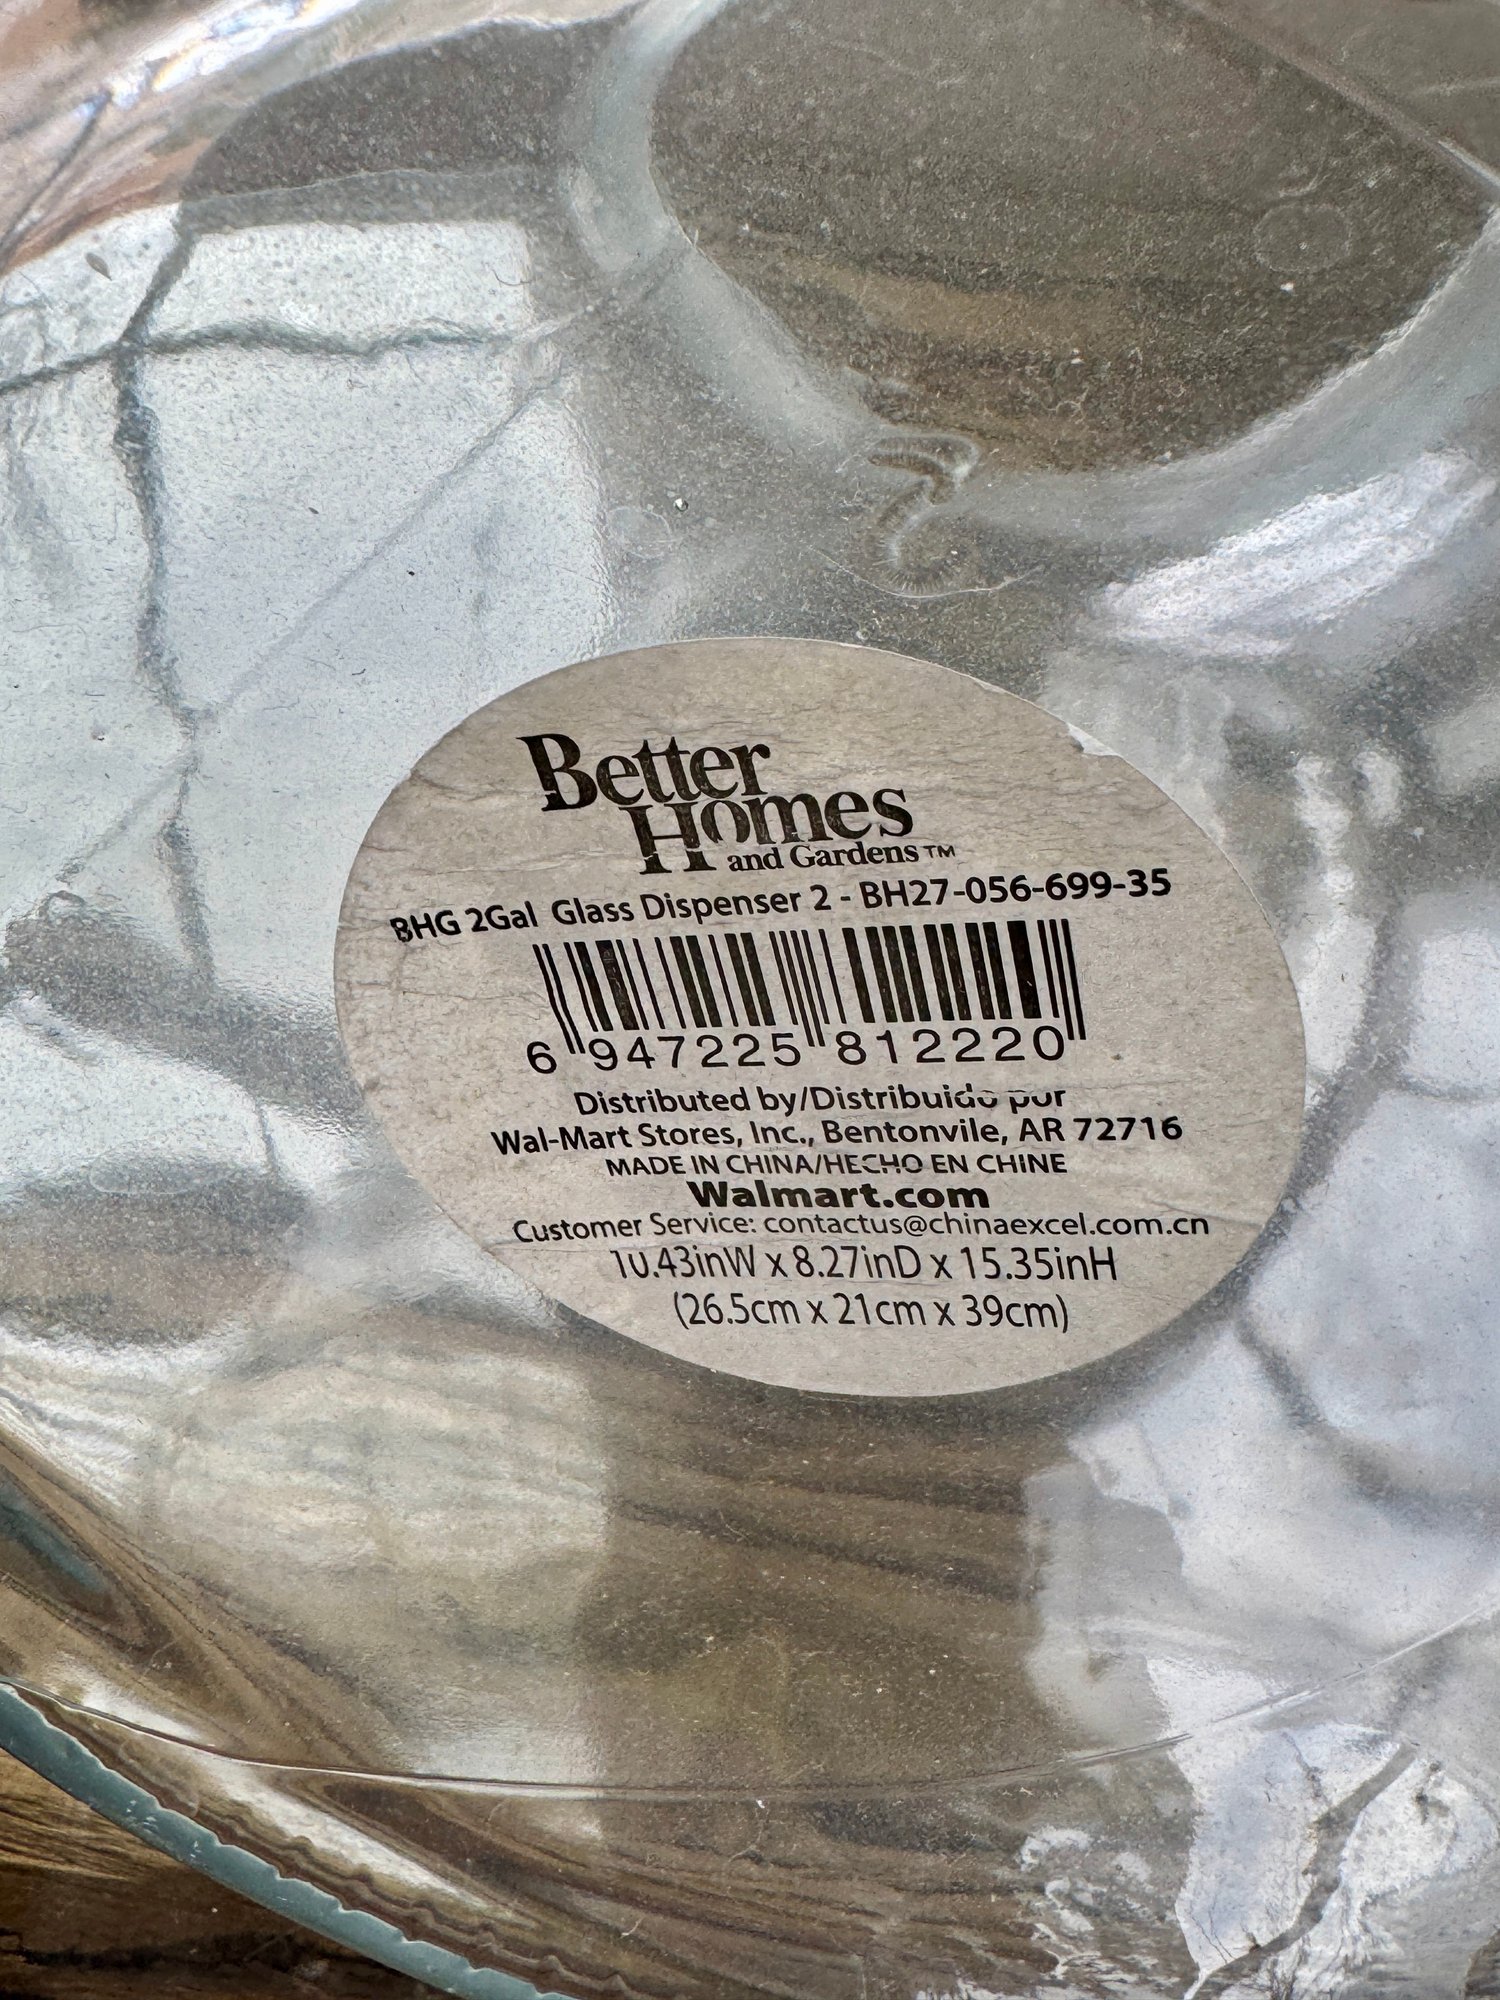 Better
Homes
and Gardens™
BHG 2Gal Glass Dispenser 2 - BH27-056-699-35
6 947225 812220
Distributed by/Distribuido por
Wal-Mart Stores, Inc., Bentonvile, AR 72716
MADE IN CHINA/HECHO EN CHINE
Walmart.com
Customer Service: contactus@chinaexcel.com.cn
10.43inW x 8.27inD x 15.35inH
(26.5cm x 21cm x 39cm)